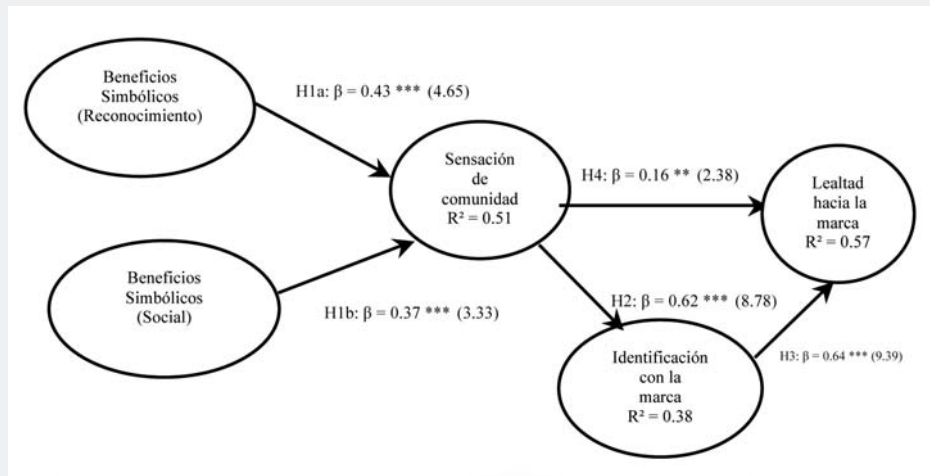 Beneficios
Simbólicos
(Reconocimiento)
H1a: β = 0.43 *** (4.65)
Sensación
de
comunidad
R² = 0.51
H4: β = 0.16 ** (2.38)
Lealtad
hacia la
marca
R² = 0.57
Beneficios
Simbólicos
(Social)
H1b: β = 0.37 *** (3.33)
H2: β = 0.62 *** (8.78)
Identificación
con la
marca
R² = 0.38
H3: β = 0.64 *** (9.39)